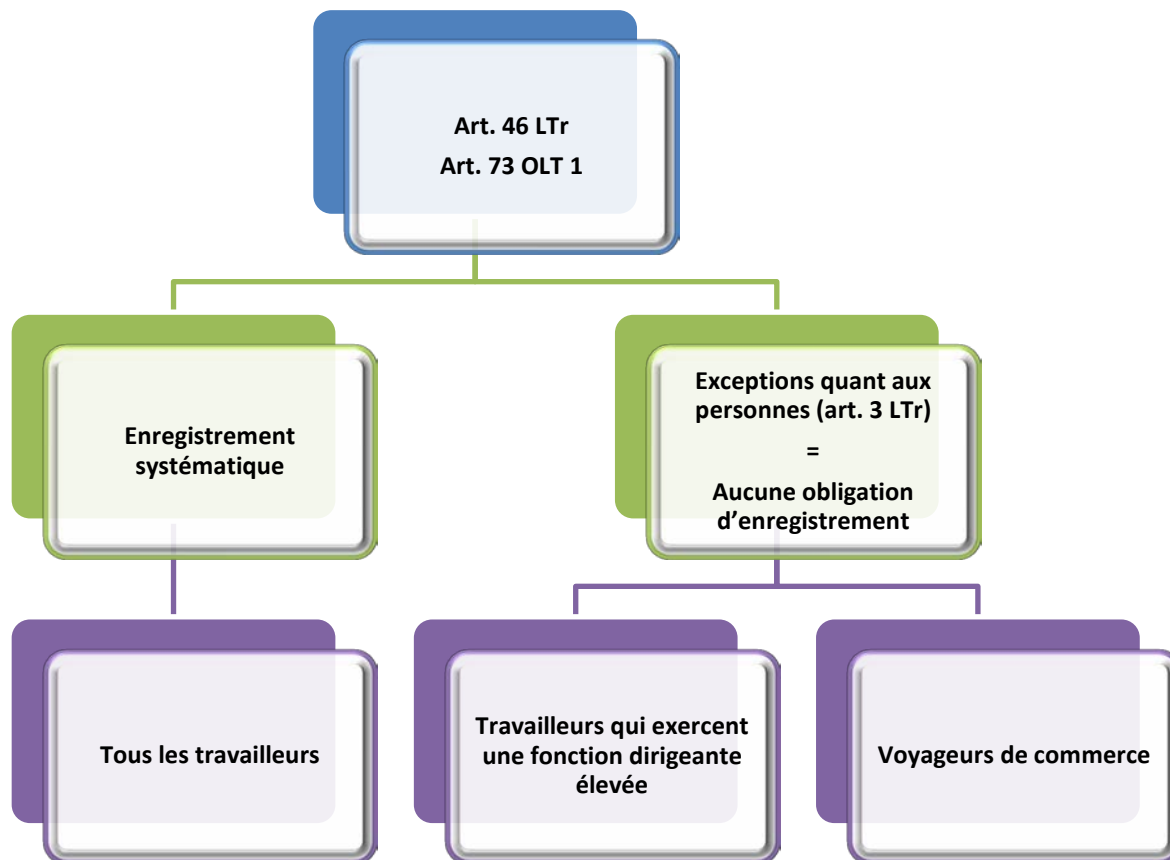 Art. 46 LTr
Art. 73 OLT 1
Enregistrement
systématique
Exceptions quant aux
personnes (art. 3 LTr)
=
Aucune obligation
d’enregistrement
Tous les travailleurs
Travailleurs qui exercent
une fonction dirigeante
élevée
Voyageurs de commerce